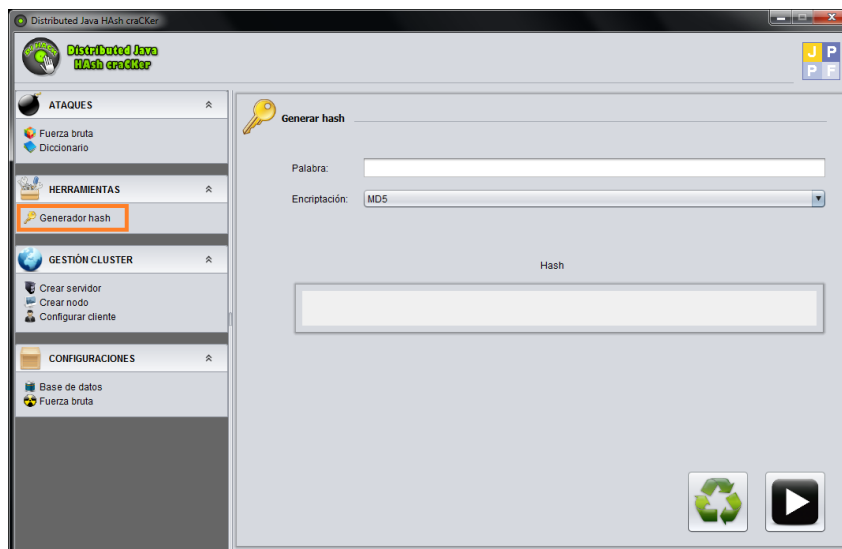 Distributed Java HAsh craCKer
Distributed Java
HAsh craCKer
J P
P F
ATAQUES
Fuerza bruta
Diccionario
HERRAMIENTAS
Generador hash
GESTIÓN CLUSTER
Crear servidor
Crear nodo
Configurar cliente
CONFIGURACIONES
Base de datos
Fuerza bruta
Generar hash
Palabra:
Encriptación: MD5
Hash